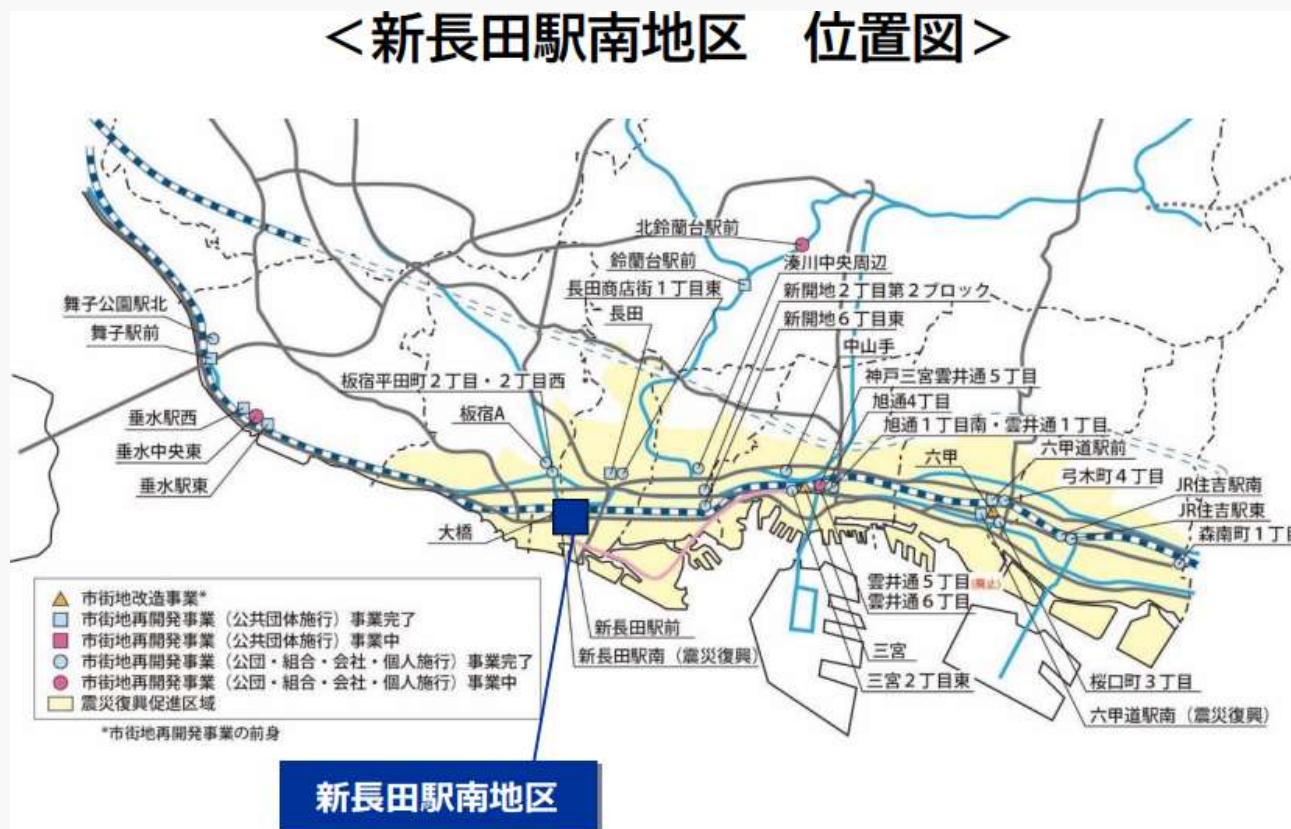 ＜新長田駅南地区　位置図＞
北鈴蘭台駅前
鈴蘭台駅前
湊川中央周辺
長田商店街１丁目東
新開地２丁目第２ブロック
長田
新開地６丁目東
舞子公園駅北
舞子駅前
中山手
板宿平田町２丁目・２丁目西
神戸三宮雲井通５丁目
板宿A
旭通4丁目
垂水駅西
旭通１丁目南・雲井通１丁目
垂水中央東
六甲
六甲道駅前
弓木町４丁目
垂水駅東
JR住吉駅南
JR住吉駅東
大橋
森南町１丁目
雲井通５丁目(廃止)
雲井通６丁目
新長田駅前
新長田駅南（震災復興）
三宮
三宮２丁目東
桜口町３丁目
六甲道駅南（震災復興）
市街地改造事業*
市街地再開発事業（公共団体施行）事業完了
市街地再開発事業（公共団体施行）事業中
市街地再開発事業（公団・組合・会社・個人施行）事業完了
市街地再開発事業（公団・組合・会社・個人施行）事業中
震災復興促進区域
*市街地再開発事業の前身
新長田駅南地区